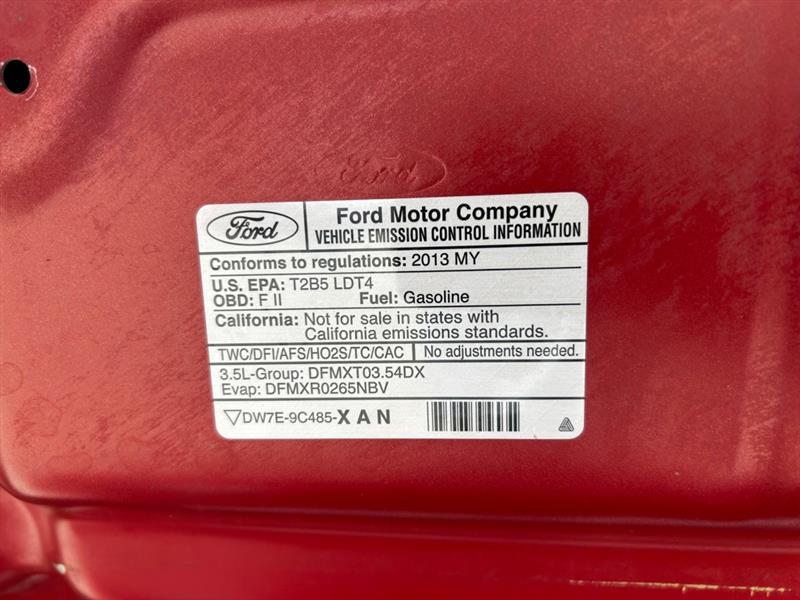 Ford
Ford
Ford Motor Company
VEHICLE EMISSION CONTROL INFORMATION
Conforms to regulations: 2013 MY
U.S. EPA: T2B5 LDT4
OBD: F II Fuel: Gasoline
California: Not for sale in states with
California emissions standards.
TWC/DFI/AFS/HO2S/TC/CAC No adjustments needed.
3.5L-Group: DFMXT03.54DX
Evap: DFMXR0265NBV
DW7E-9C485-XAN